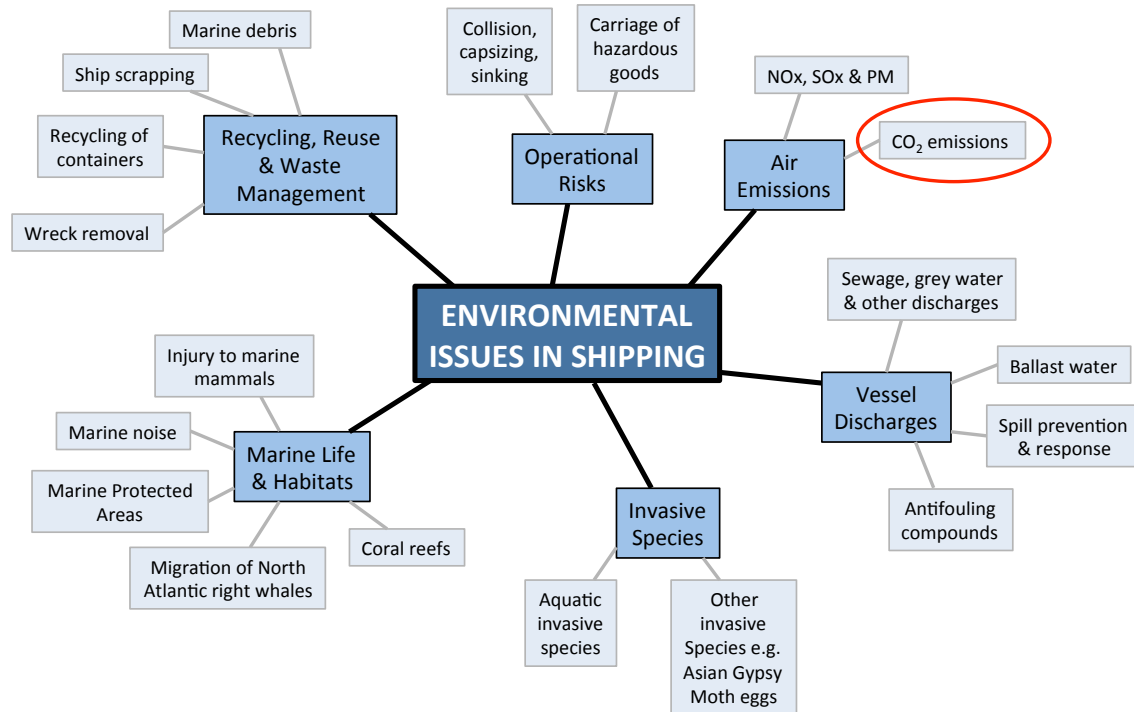 Marine debris
Ship scrapping
Recycling of
containers
Wreck removal
Recycling, Reuse
& Waste
Management
Collision,
capsizing,
sinking
Carriage of
hazardous
goods
Operational
Risks
NOx, SOx & PM
CO₂ emissions
Air
Emissions
ENVIRONMENTAL
ISSUES IN SHIPPING
Sewage, grey water
& other discharges
Ballast water
Vessel
Discharges
Spill prevention
& response
Antifouling
compounds
Injury to marine
mammals
Marine noise
Marine Life
& Habitats
Marine Protected
Areas
Migration of North
Atlantic right whales
Coral reefs
Invasive
Species
Aquatic
invasive
species
Other
invasive
Species e.g.
Asian Gypsy
Moth eggs